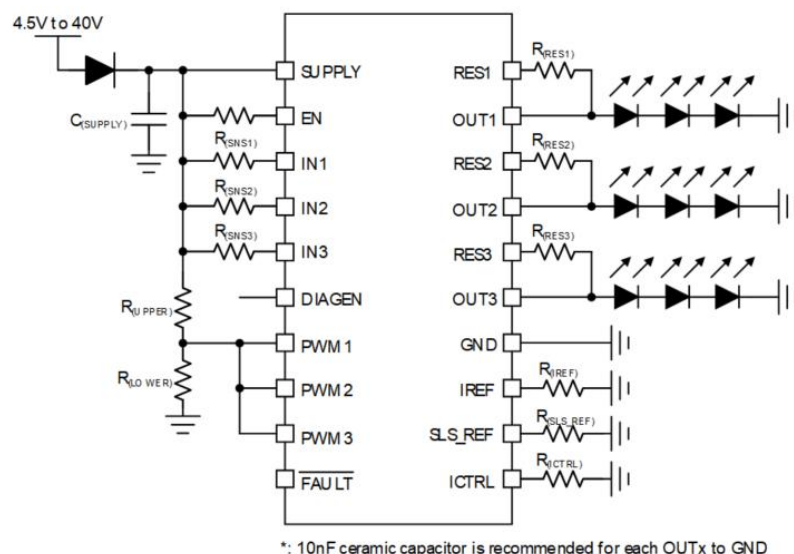 4.5V to 40V
C(SUPPLY)
R(SNS1)
R(SNS2)
R(SNS3)
R(UPPER)
R(LOWER)
SUPPLY
EN
IN1
IN2
IN3
DIAGEN
PWM1
PWM2
PWM3
FAULT
RES1
OUT1
RES2
OUT2
RES3
OUT3
GND
IREF
SLS_REF
ICTRL
R(RES1)
R(RES2)
R(RES3)
R(IREF)
R(SLS_REF)
R(ICTRL)
*: 10nF ceramic capacitor is recommended for each OUTx to GND